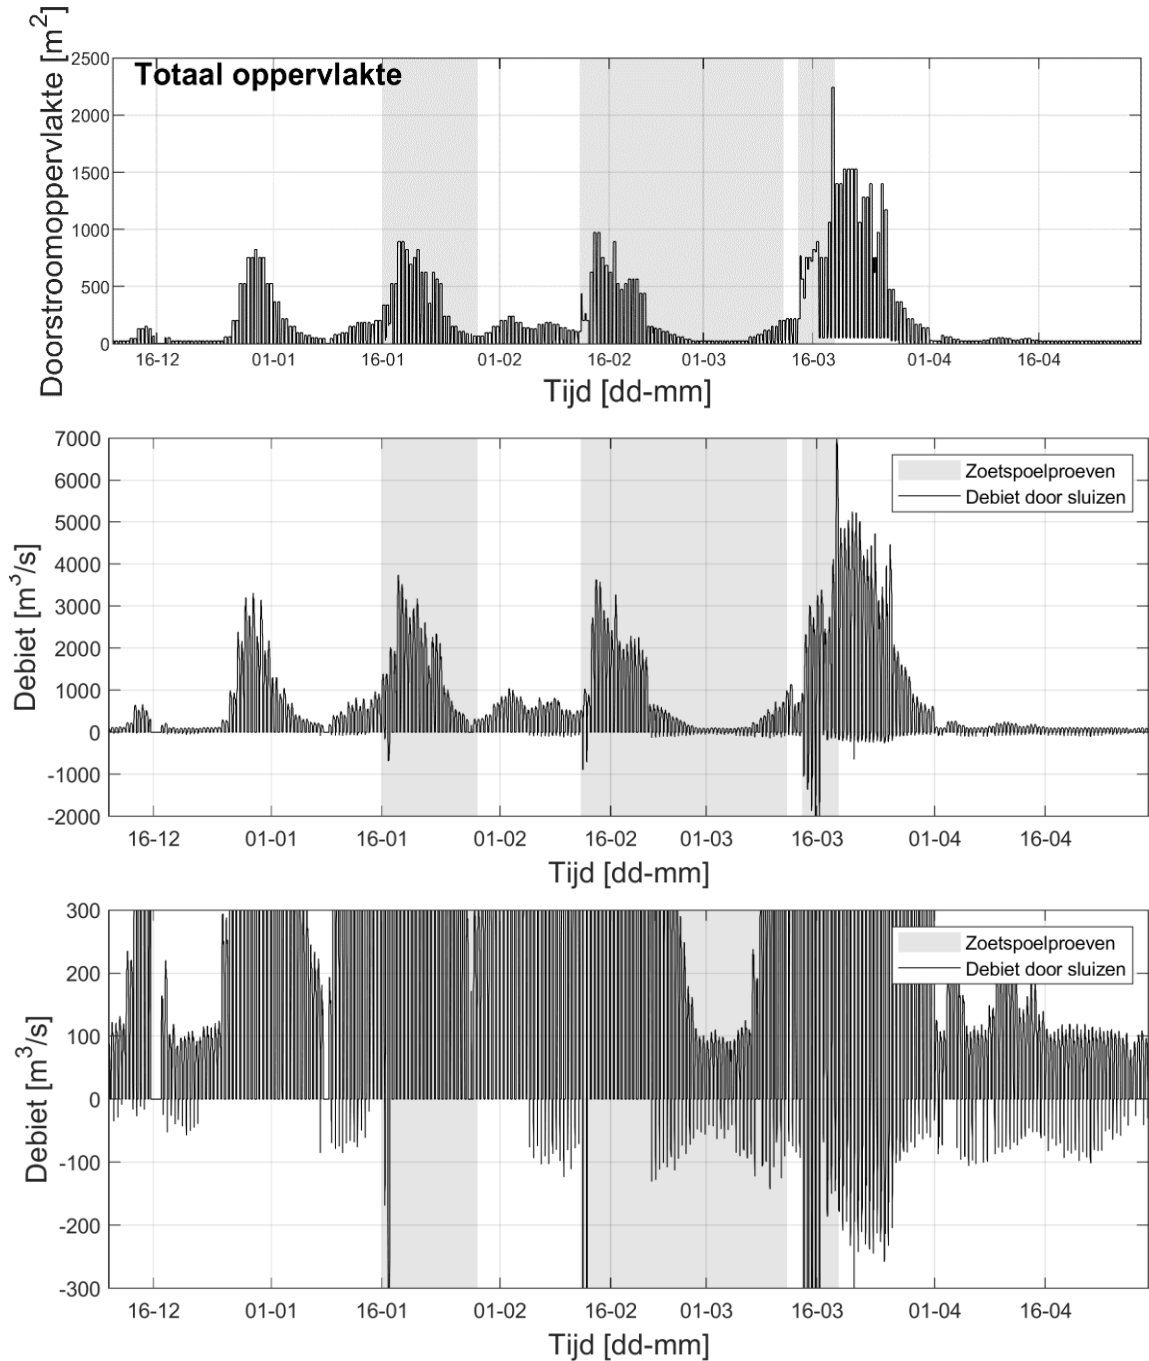 Doorstroomoppervlakte [m²]
2500
2000
1500
1000
500
0
Totaal oppervlakte
16-12 01-01 16-01 01-02 16-02 01-03 16-03 01-04 16-04
Tijd [dd-mm]
Debiet [m³/s]
7000
6000
5000
4000
3000
2000
1000
0
-1000
-2000
Zoetspoelproeven
Debiet door sluizen
16-12 01-01 16-01 01-02 16-02 01-03 16-03 01-04 16-04
Tijd [dd-mm]
Debiet [m³/s]
300
200
100
0
-100
-200
-300
Zoetspoelproeven
Debiet door sluizen
16-12 01-01 16-01 01-02 16-02 01-03 16-03 01-04 16-04
Tijd [dd-mm]